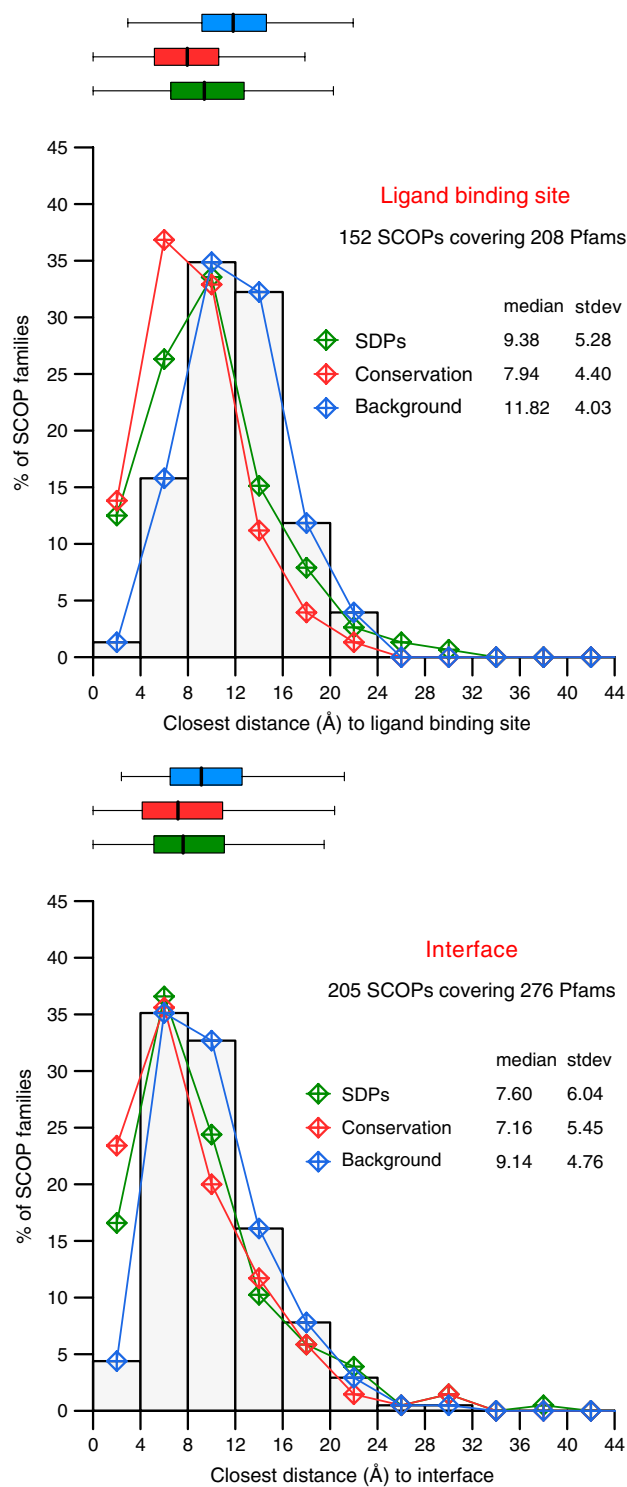 45
40
35
30
25
20
15
10
5
0
% of SCOP families
Ligand binding site
152 SCOPs covering 208 Pfams
median stdev
SDPs 9.38 5.28
Conservation 7.94 4.40
Background 11.82 4.03
0 4 8 12 16 20 24 28 32 36 40 44
Closest distance (Å) to ligand binding site
45
40
35
30
25
20
15
10
5
0
% of SCOP families
Interface
205 SCOPs covering 276 Pfams
median stdev
SDPs 7.60 6.04
Conservation 7.16 5.45
Background 9.14 4.76
0 4 8 12 16 20 24 28 32 36 40 44
Closest distance (Å) to interface